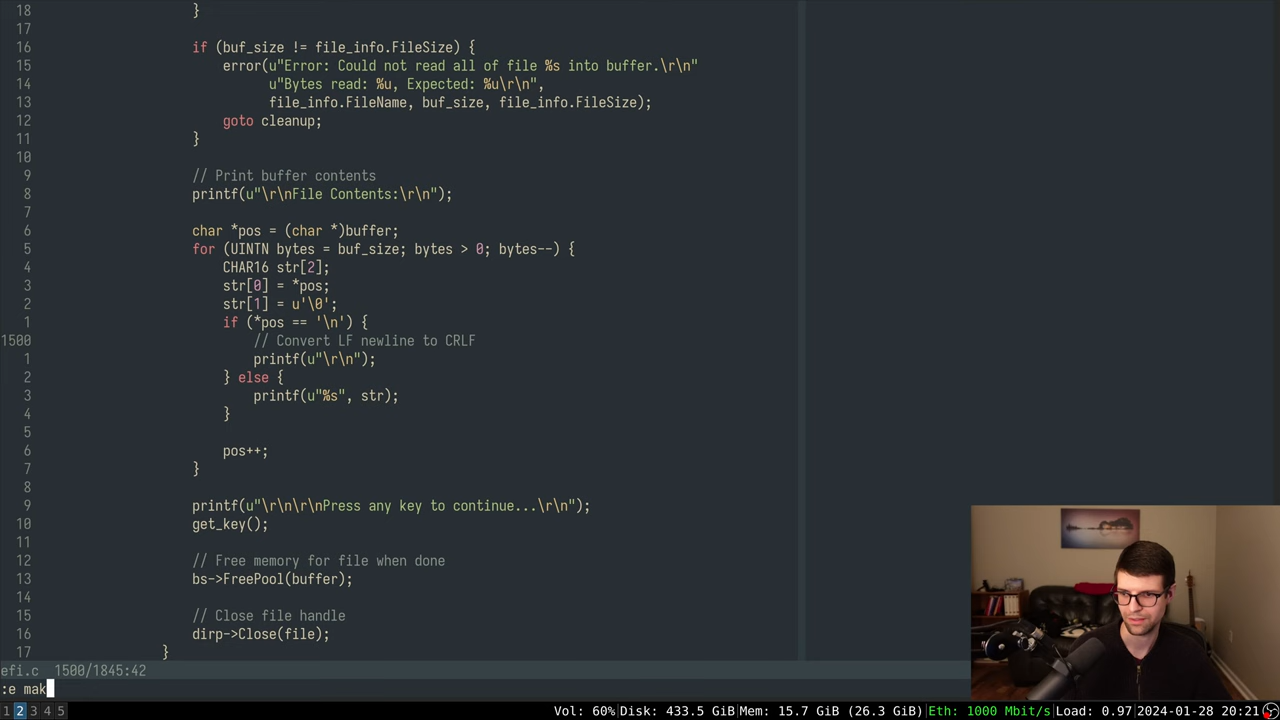 18 }
17
16 if (buf_size != file_info.FileSize) {
15 error(u"Error: Could not read all of file %s into buffer.\r\n"
14 u"Bytes read: %u, Expected: %u\r\n",
13 file_info.FileName, buf_size, file_info.FileSize);
12 goto cleanup;
11 }
10
9 // Print buffer contents
8 printf(u"\r\nFile Contents:\r\n");
7
6 char *pos = (char *)buffer;
5 for (UINTN bytes = buf_size; bytes > 0; bytes--) {
4 CHAR16 str[2];
3 str[0] = *pos;
2 str[1] = u'\0';
1 if (*pos == '\n') {
1500 // Convert LF newline to CRLF
1 printf(u"\r\n");
2 } else {
3 printf(u"%s", str);
4 }
5
6 pos++;
7 }
8
9 printf(u"\r\n\r\nPress any key to continue...\r\n");
10 get_key();
11
12 // Free memory for file when done
13 bs->FreePool(buffer);
14
15 // Close file handle
16 dirp->Close(file);
17 }
efi.c 1500/1845:42
:e mak
1 2 3 4 5 Vol: 60%|Disk: 433.5 GiB|Mem: 15.7 GiB (26.3 GiB)|Eth: 1000 Mbit/s|Load: 0.97|2024-01-28 20:21